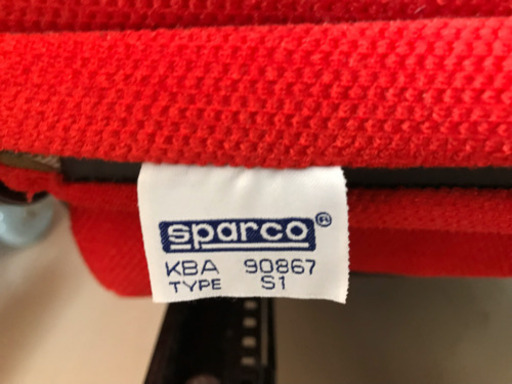 sparco®
KBA 90867
TYPE S1